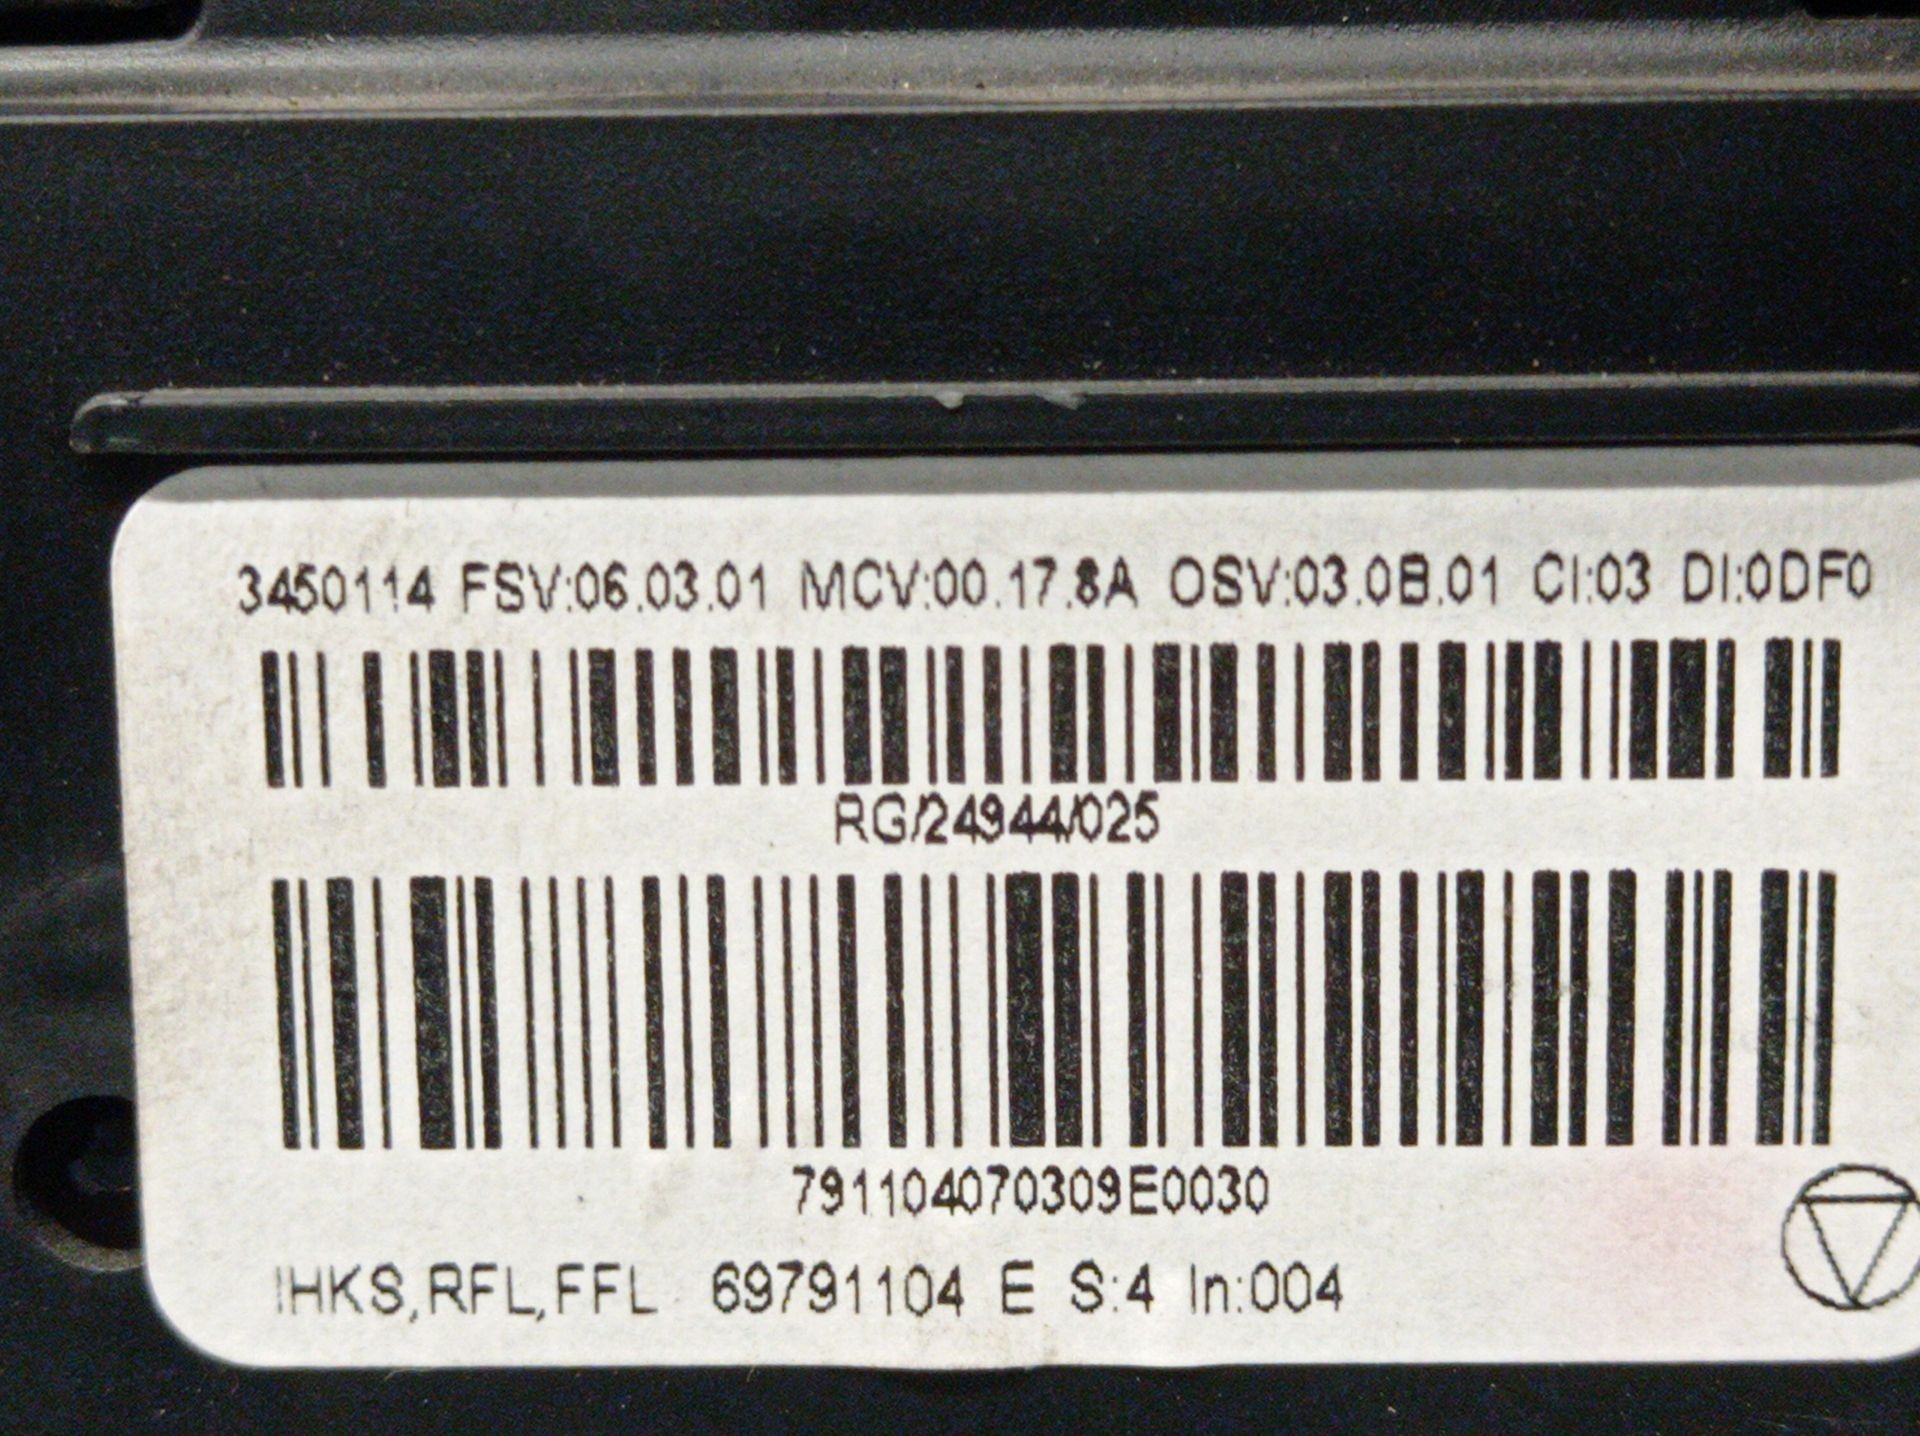 3450114 FSV:06.03.01 MCV:00.17.8A OSV:03.0B.01 CI:03 DI:0DF0
RG/24944/025
791104070309E0030
IHKS,RFL,FFL 69791104 E S:4 In:004